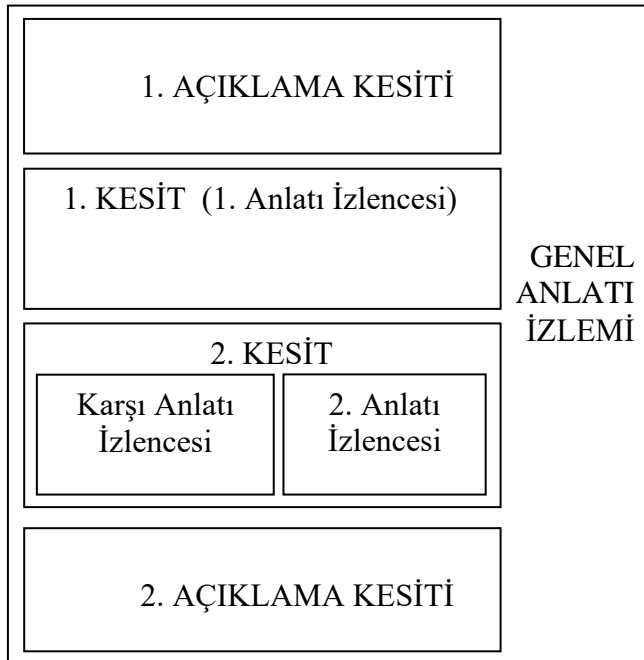 1. AÇIKLAMA KESİTİ
1. KESİT (1. Anlatı İzlencesi)
GENEL
ANLATI
İZLEMİ
2. KESİT
Karşı Anlatı
İzlencesi
2. Anlatı
İzlencesi
2. AÇIKLAMA KESİTİ